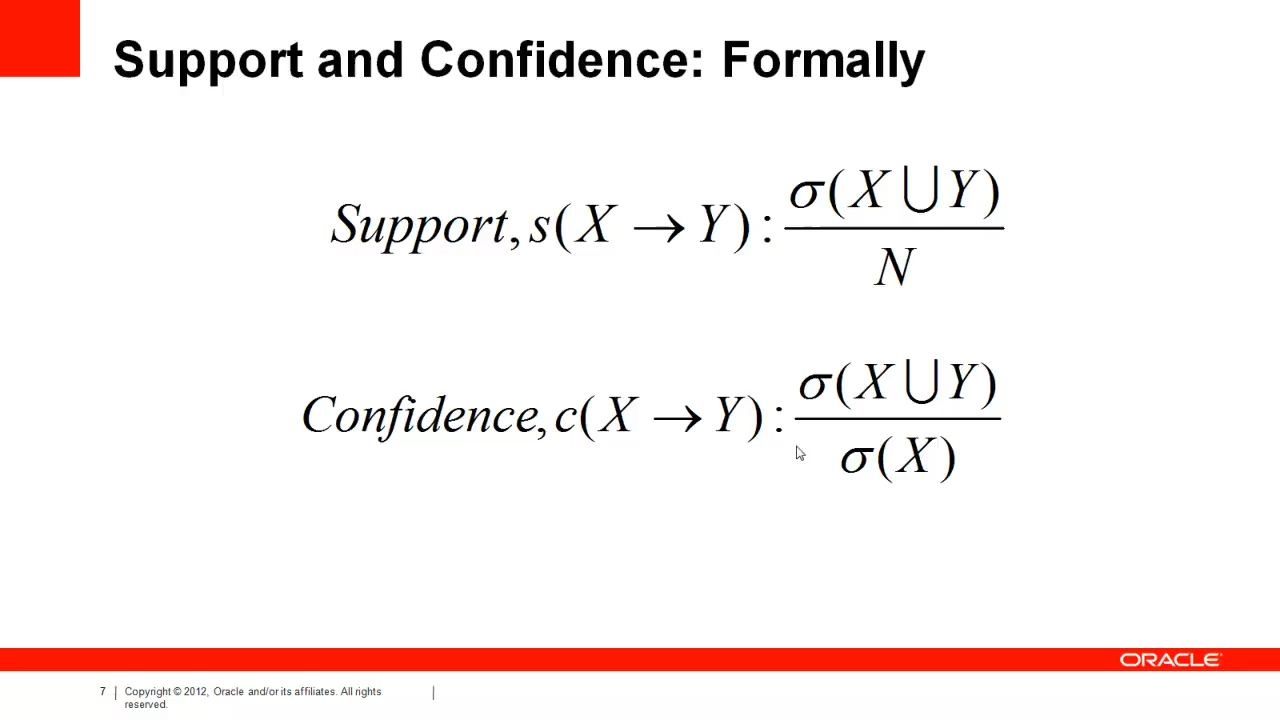 Support and Confidence: Formally
Support, s(X → Y) : σ(X ⋃ Y) / N
Confidence, c(X → Y) : σ(X ⋃ Y) / σ(X)
ORACLE
7 | Copyright © 2012, Oracle and/or its affiliates. All rights |
reserved.